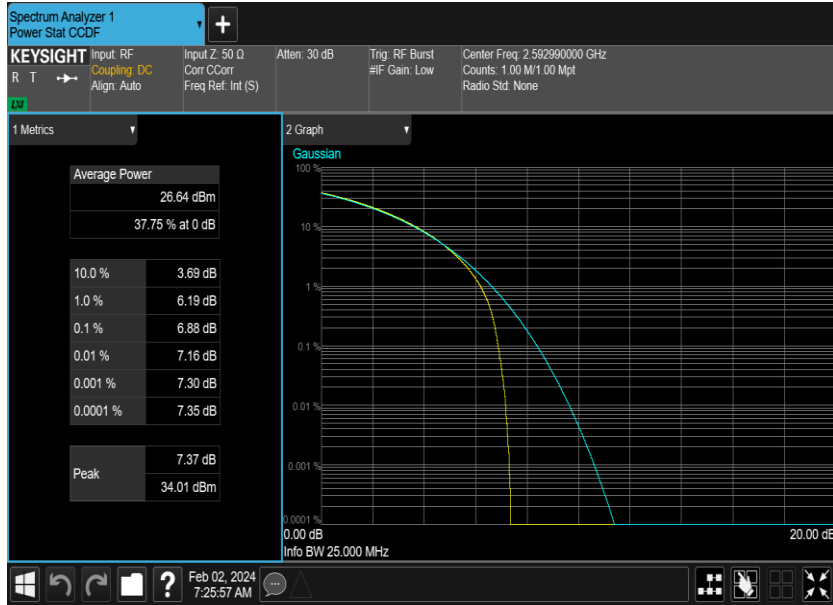 Spectrum Analyzer 1
Power Stat CCDF
+
KEYSIGHT
R T
LXI
Input: RF
Coupling: DC
Align: Auto
Input Z: 50 Ω
Corr CCorr
Freq Ref: Int (S)
Atten: 30 dB
Trig: RF Burst
#IF Gain: Low
Center Freq: 2.592990000 GHz
Counts: 1.00 M/1.00 Mpt
Radio Std: None
1 Metrics
Average Power
26.64 dBm
37.75 % at 0 dB
10.0 % 3.69 dB
1.0 % 6.19 dB
0.1 % 6.88 dB
0.01 % 7.16 dB
0.001 % 7.30 dB
0.0001 % 7.35 dB
Peak
7.37 dB
34.01 dBm
2 Graph
Gaussian
100 %
10 %
1 %
0.1 %
0.01 %
0.001 %
0.0001 %
0.00 dB 20.00 dB
Info BW 25.000 MHz
?
Feb 02, 2024
7:25:57 AM